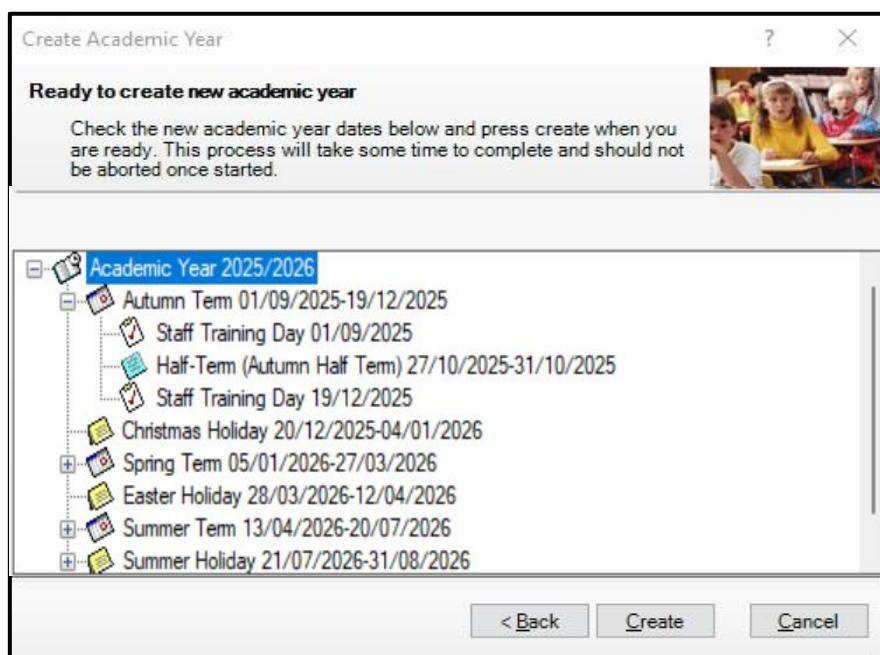 Create Academic Year
Ready to create new academic year
Check the new academic year dates below and press create when you
are ready. This process will take some time to complete and should not
be aborted once started.
Academic Year 2025/2026
Autumn Term 01/09/2025-19/12/2025
Staff Training Day 01/09/2025
Half-Term (Autumn Half Term) 27/10/2025-31/10/2025
Staff Training Day 19/12/2025
Christmas Holiday 20/12/2025-04/01/2026
Spring Term 05/01/2026-27/03/2026
Easter Holiday 28/03/2026-12/04/2026
Summer Term 13/04/2026-20/07/2026
Summer Holiday 21/07/2026-31/08/2026
< Back Create Cancel